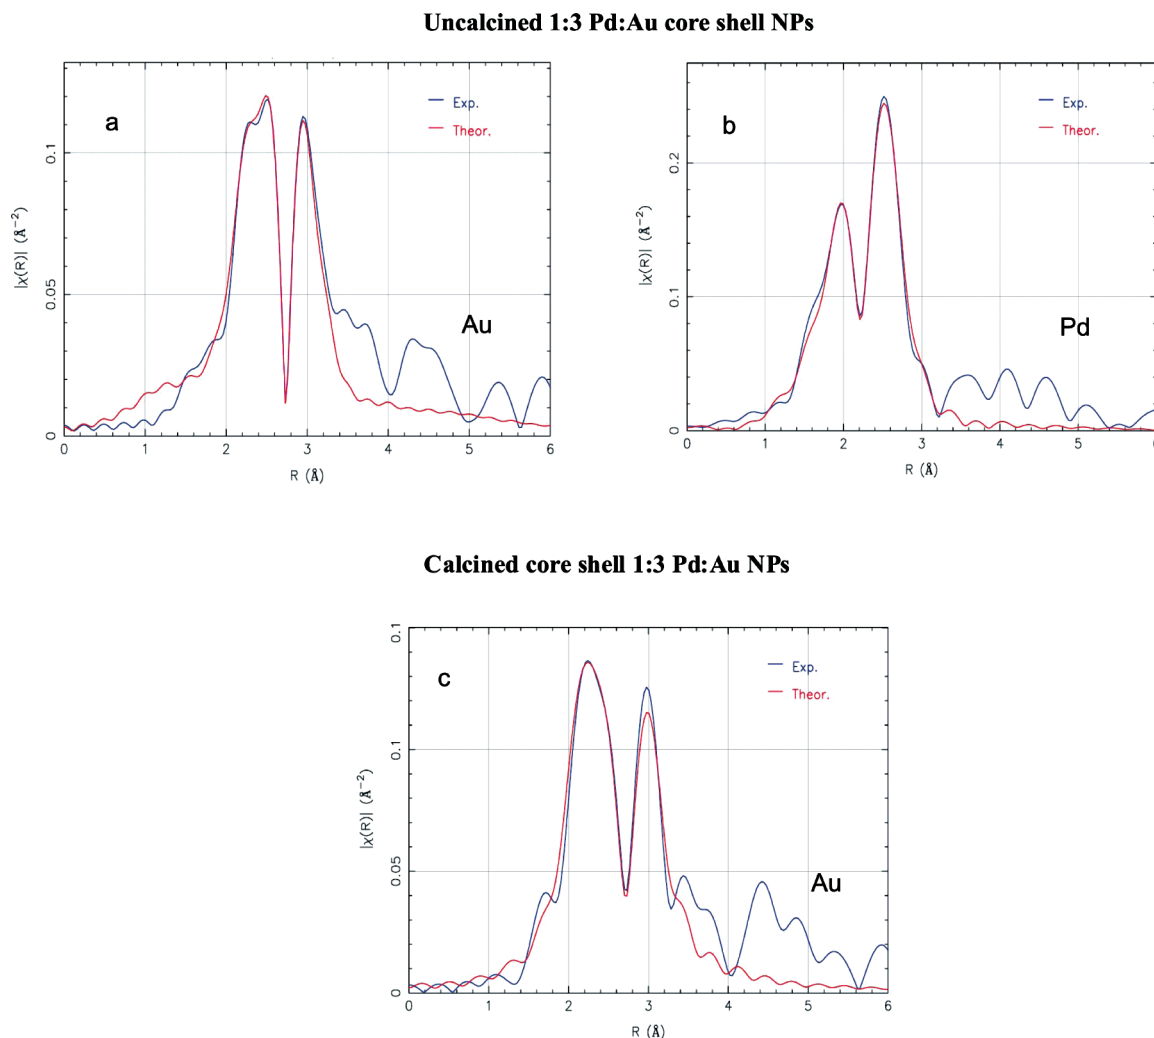 Uncalcined 1:3 Pd:Au core shell NPs
a
Exp.
Theor.
Au
|χ(R)| (Å⁻²)
0.1
0.05
0
0 1 2 3 4 5 6
R (Å)
b
Exp.
Theor.
Pd
|χ(R)| (Å⁻²)
0.2
0.1
0
0 1 2 3 4 5 6
R (Å)
Calcined core shell 1:3 Pd:Au NPs
c
Exp.
Theor.
Au
|χ(R)| (Å⁻²)
0.1
0.1
0.05
0
0 1 2 3 4 5 6
R (Å)